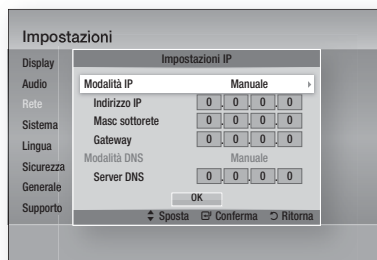 Impostazioni
Display
Audio
Rete
Sistema
Lingua
Sicurezza
Generale
Supporto
Impostazioni IP
Modalità IP Manuale
Indirizzo IP 0 . 0 . 0 . 0
Masc sottorete 0 . 0 . 0 . 0
Gateway 0 . 0 . 0 . 0
Modalità DNS Manuale
Server DNS 0 . 0 . 0 . 0
OK
Sposta Conferma Ritorna